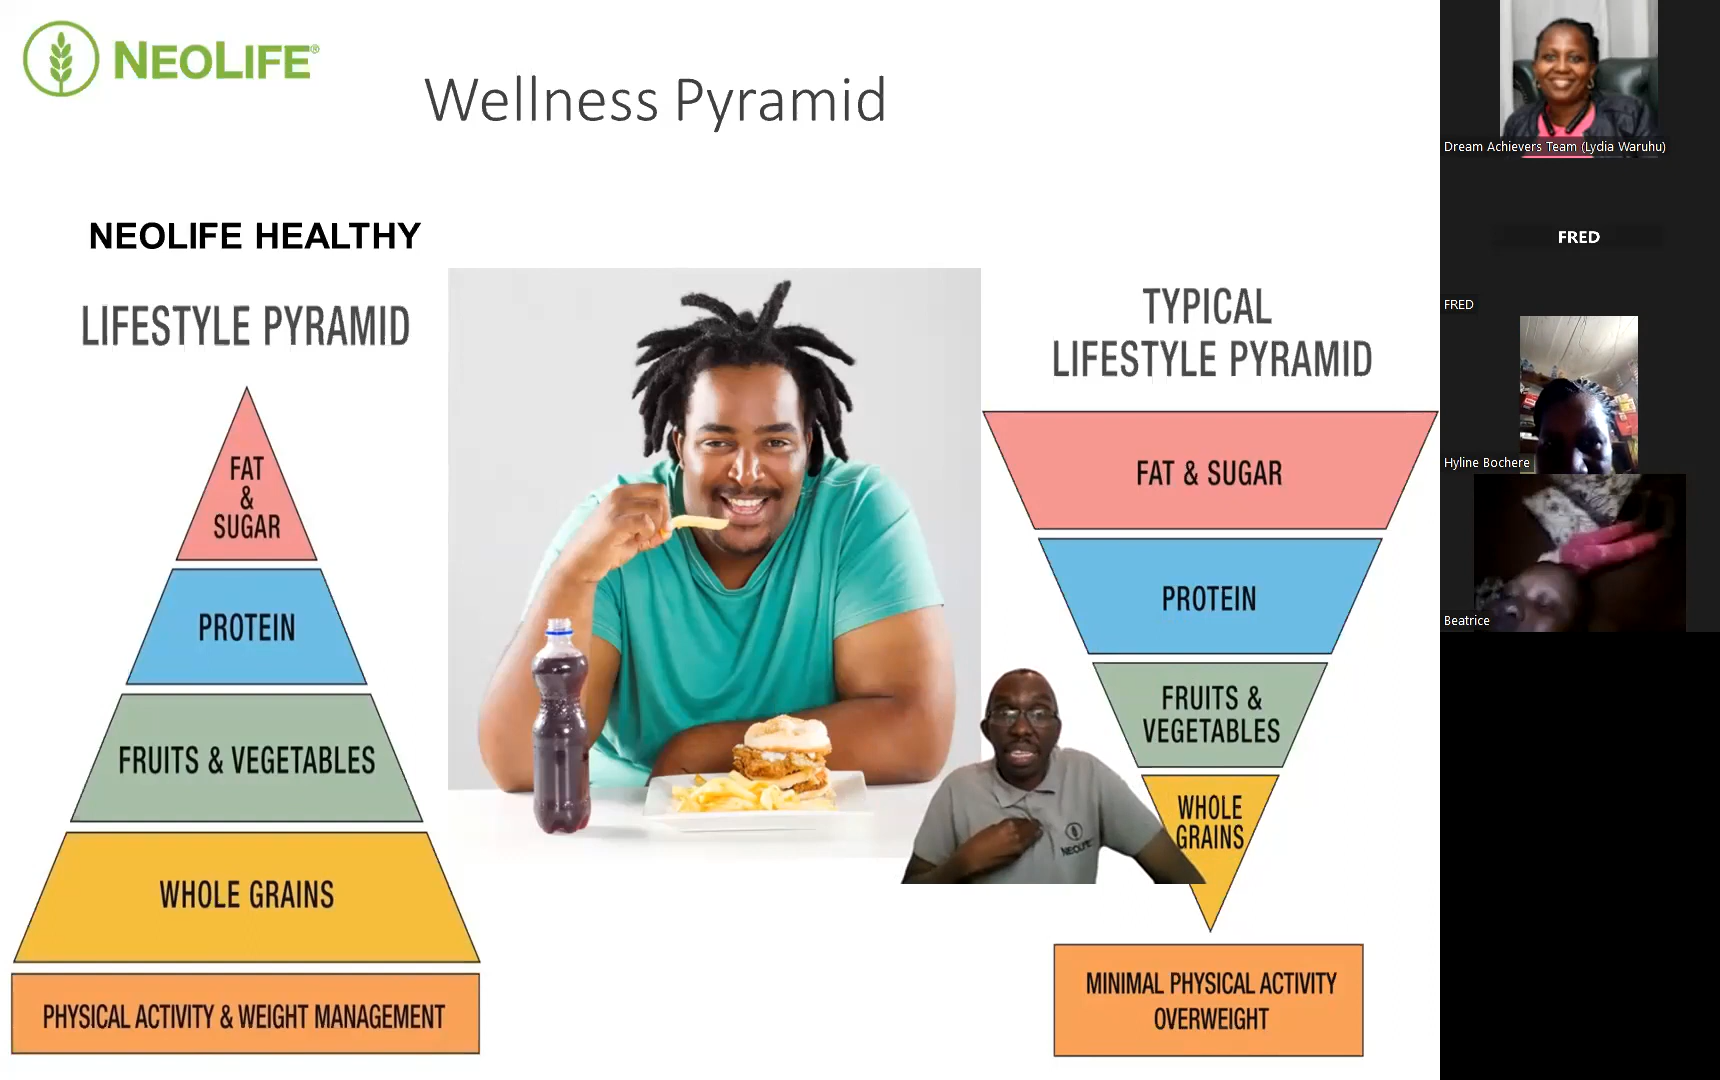 NEOLIFE®
Wellness Pyramid
NEOLIFE HEALTHY
LIFESTYLE PYRAMID
FAT
&
SUGAR
PROTEIN
FRUITS & VEGETABLES
WHOLE GRAINS
PHYSICAL ACTIVITY & WEIGHT MANAGEMENT
TYPICAL
LIFESTYLE PYRAMID
FAT & SUGAR
PROTEIN
FRUITS &
VEGETABLES
WHOLE
GRAINS
MINIMAL PHYSICAL ACTIVITY
OVERWEIGHT
NEOLIFE
Dream Achievers Team (Lydia Waruhu)
FRED
FRED
Hyline Bochere
Beatrice